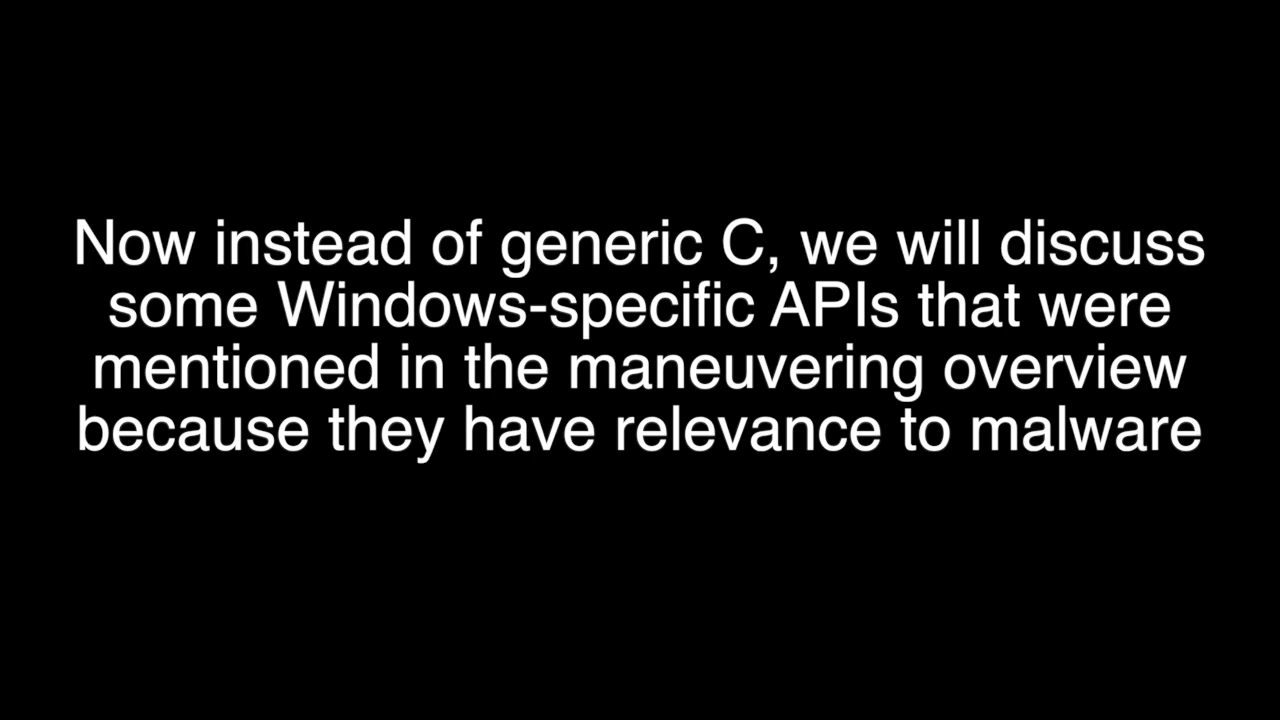 Now instead of generic C, we will discuss
some Windows-specific APIs that were
mentioned in the maneuvering overview
because they have relevance to malware